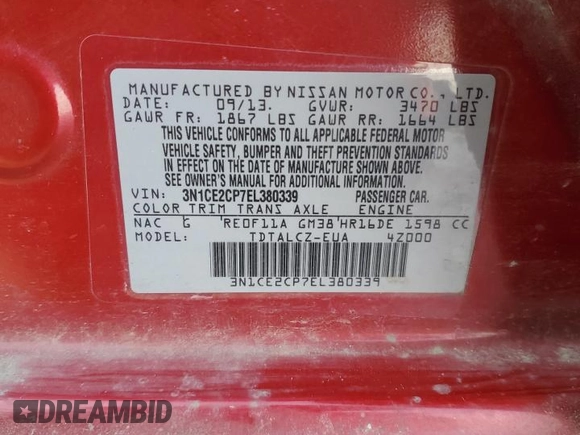 MANUFACTURED BY NISSAN MOTOR CO., LTD.
DATE: 09/13. GVWR: 3470 LBS
GAWR FR: 1867 LBS GAWR RR: 1664 LBS
THIS VEHICLE CONFORMS TO ALL APPLICABLE FEDERAL MOTOR
VEHICLE SAFETY, BUMPER AND THEFT PREVENTION STANDARDS
IN EFFECT ON THE DATE OF MANUFACTURE SHOWN ABOVE.
SEE OWNER'S MANUAL FOR ADDITIONAL INFORMATION.
VIN: 3N1CE2CP7EL380339 PASSENGER CAR.
COLOR TRIM TRANS AXLE ENGINE
NAC G RE0F11A GM38 HR16DE 1598 CC
MODEL: TDTALCZ-EUA 4Z000
3N1CE2CP7EL380339
DREAMBID